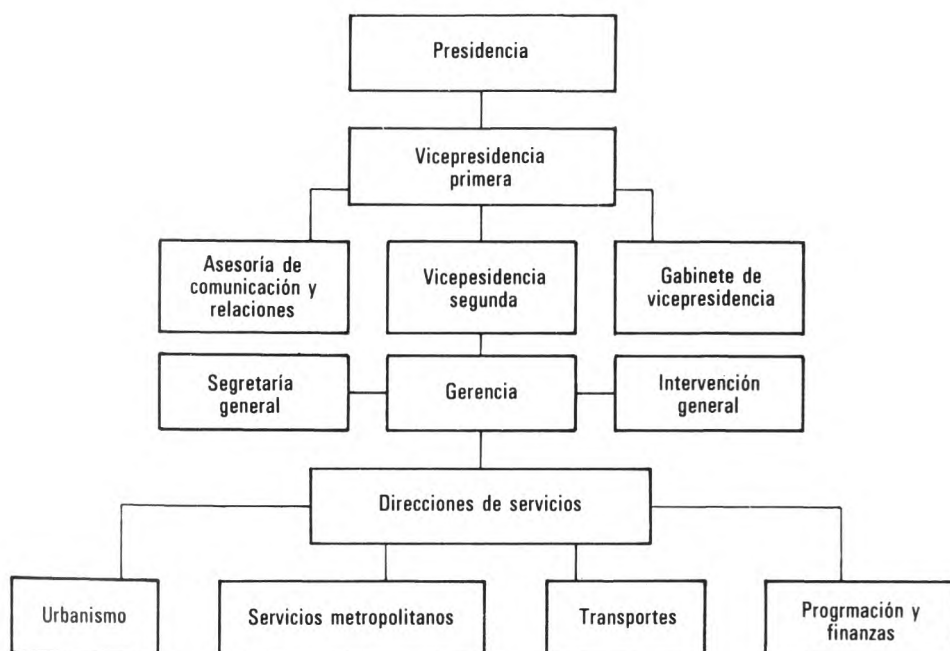 Presidencia
Vicepresidencia
primera
Asesoría de
comunicación y
relaciones
Vicepesidencia
segunda
Gabinete de
vicepresidencia
Segretaría
general
Gerencia
Intervención
general
Direcciones de servicios
Urbanismo
Servicios metropolitanos
Transportes
Progrmación y
finanzas